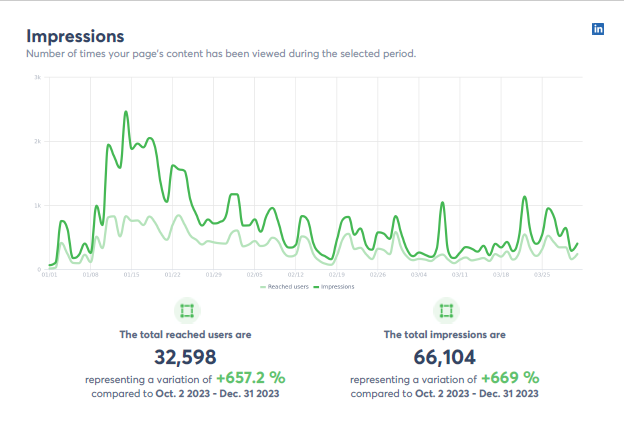 Impressions
in
Number of times your page's content has been viewed during the selected period.
3k
2k
1k
0
01/01 01/08 01/15 01/22 01/29 02/05 02/12 02/19 02/26 03/04 03/11 03/18 03/25
Reached users Impressions
The total reached users are
32,598
representing a variation of +657.2 %
compared to Oct. 2 2023 - Dec. 31 2023
The total impressions are
66,104
representing a variation of +669 %
compared to Oct. 2 2023 - Dec. 31 2023